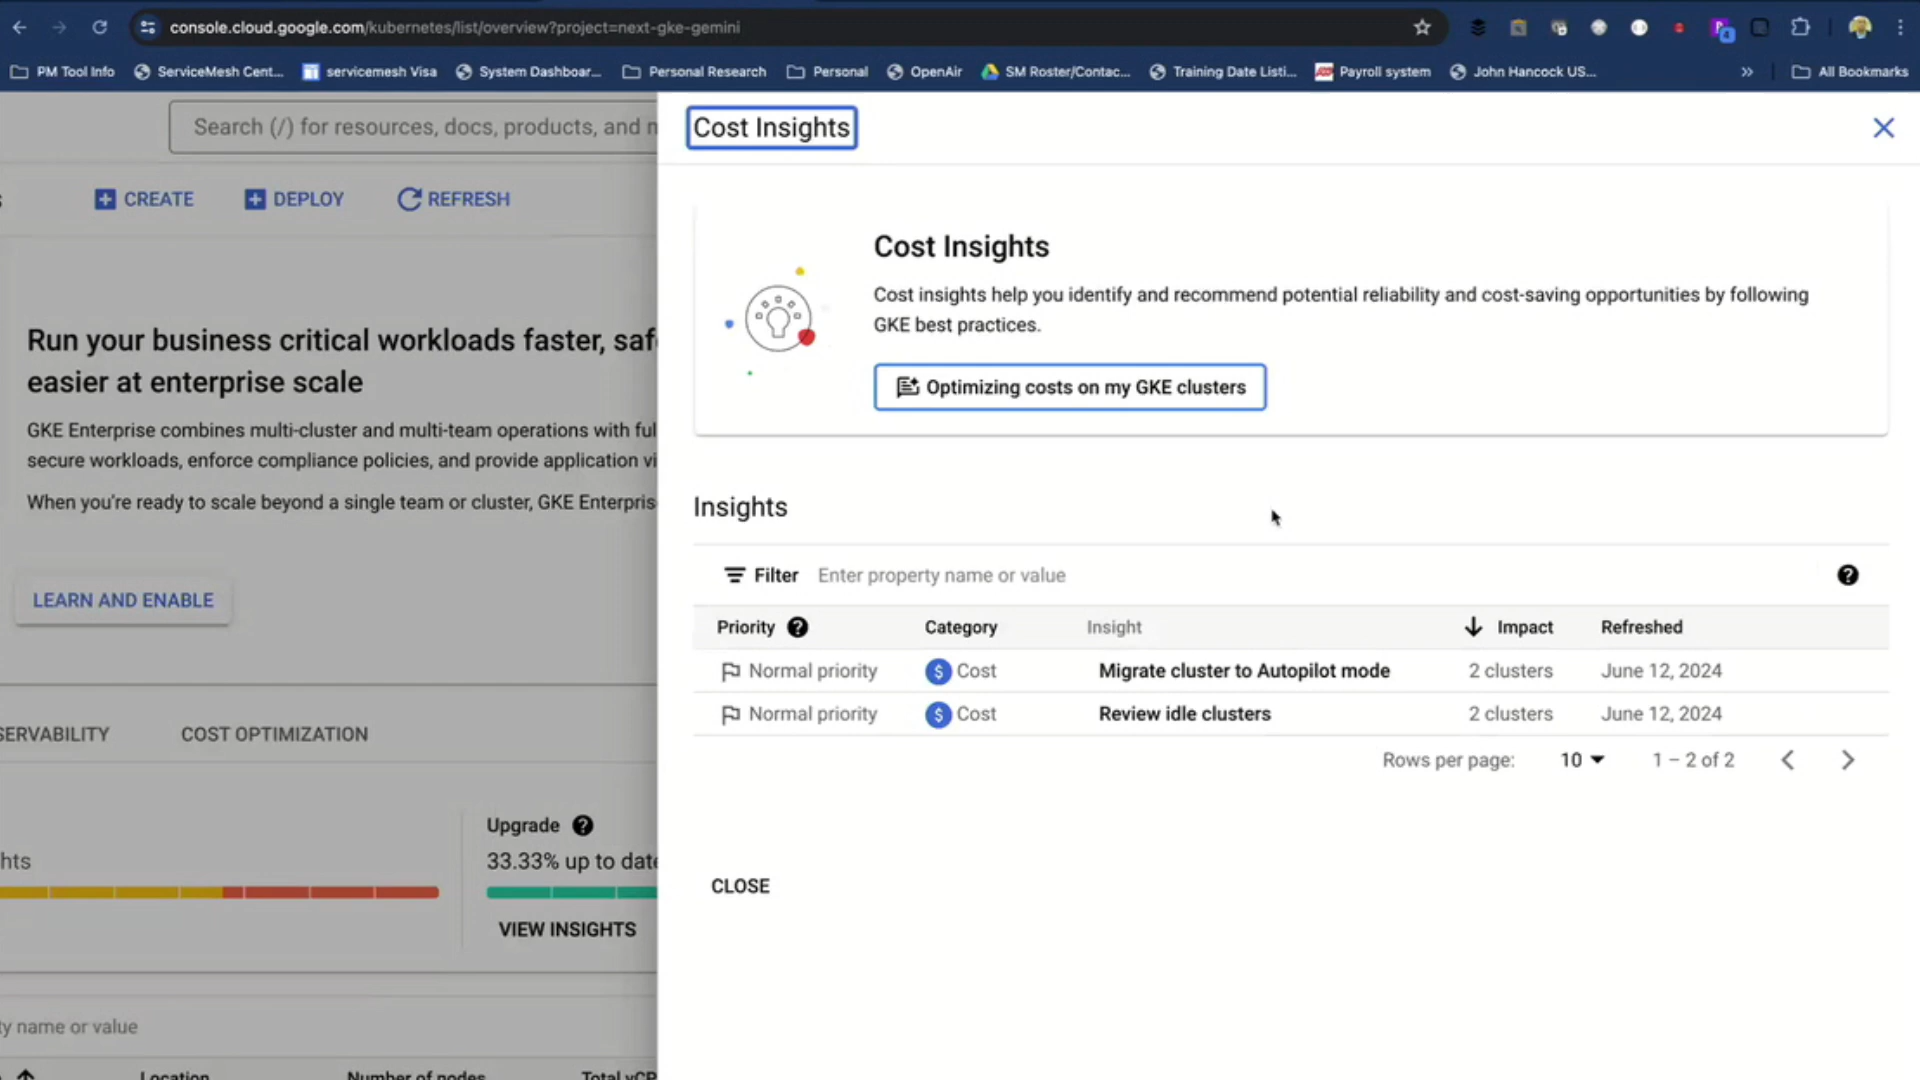 console.cloud.google.com/kubernetes/list/overview?project=next-gke-gemini
PM Tool Info
ServiceMesh Cent...
servicemesh Visa
System Dashboar...
Personal Research
Personal
OpenAir
SM Roster/Contac...
Training Date Listi...
Payroll system
John Hancock US...
All Bookmarks
Search (/) for resources, docs, products, and
CREATE
DEPLOY
REFRESH
Run your business critical workloads faster, saf
easier at enterprise scale
GKE Enterprise combines multi-cluster and multi-team operations with ful
secure workloads, enforce compliance policies, and provide application vi
When you're ready to scale beyond a single team or cluster, GKE Enterpris
LEARN AND ENABLE
SERVABILITY
COST OPTIMIZATION
hts
Upgrade
33.33% up to date
VIEW INSIGHTS
ty name or value
Location
Number of nodes
Total vCP
Cost Insights
Cost Insights
Cost insights help you identify and recommend potential reliability and cost-saving opportunities by following
GKE best practices.
Optimizing costs on my GKE clusters
Insights
Filter Enter property name or value
Priority Category Insight Impact Refreshed
Normal priority $ Cost Migrate cluster to Autopilot mode 2 clusters June 12, 2024
Normal priority $ Cost Review idle clusters 2 clusters June 12, 2024
Rows per page: 10 1 – 2 of 2
CLOSE